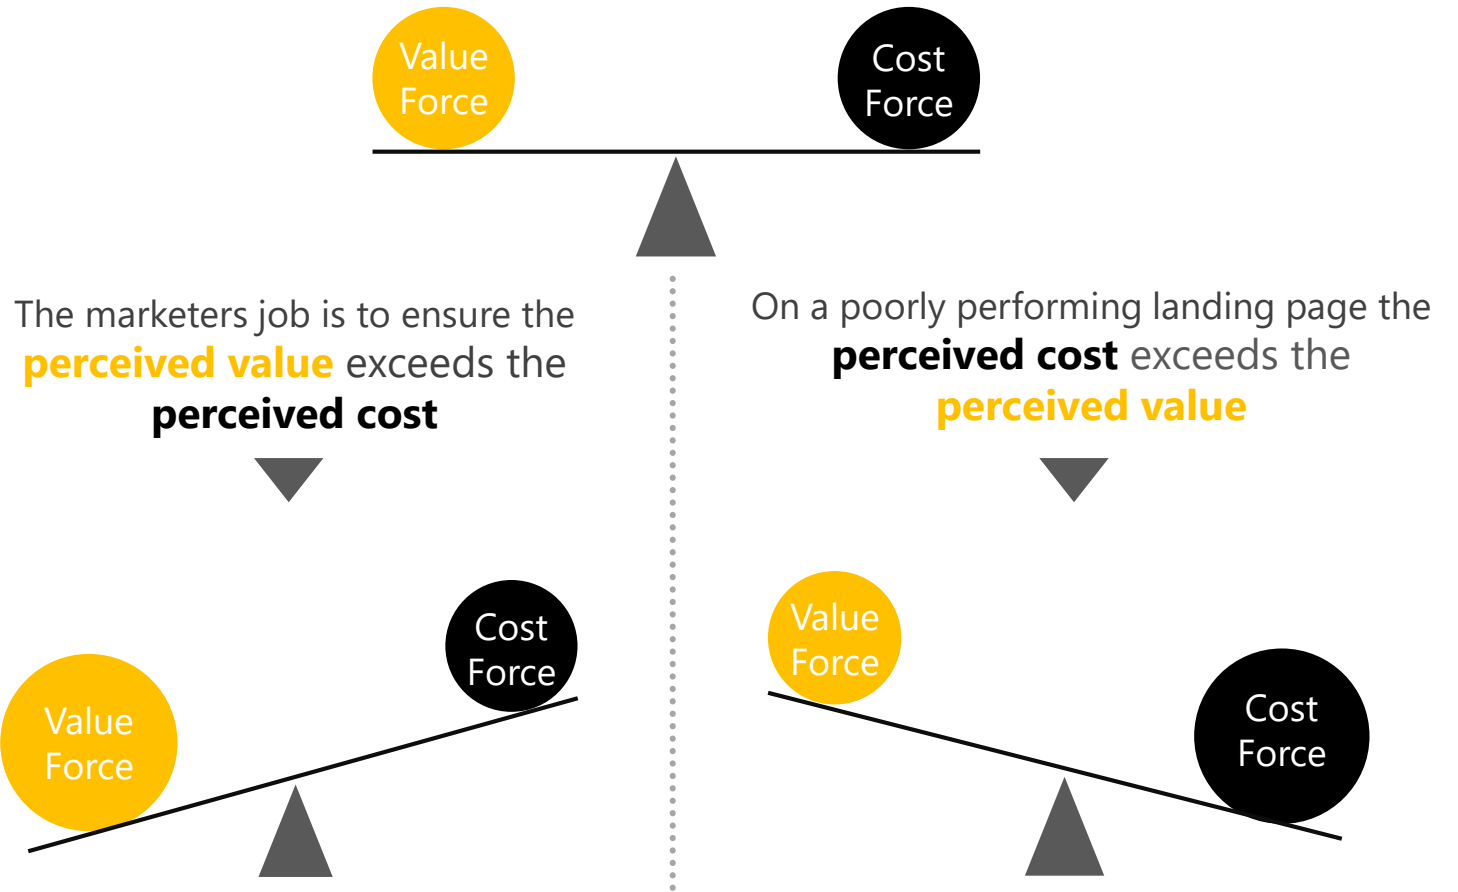 Value
Force
Cost
Force
The marketers job is to ensure the
perceived value exceeds the
perceived cost
On a poorly performing landing page the
perceived cost exceeds the
perceived value
Value
Force
Cost
Force
Value
Force
Cost
Force